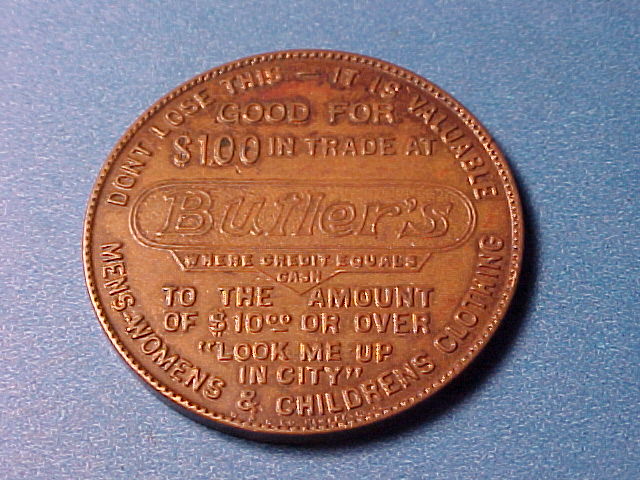 DONT LOSE THIS — IT IS VALUABLE
GOOD FOR
$1.00 IN TRADE AT
Butler's
WHERE CREDIT EQUALS
CASH
TO THE AMOUNT
OF $10 00 OR OVER
"LOOK ME UP
IN CITY"
MENS-WOMENS & CHILDRENS CLOTHING